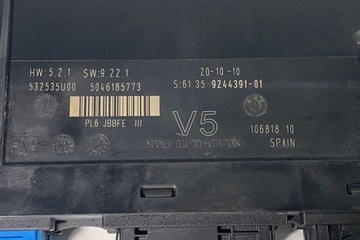 HW:5.2.1 SW:9.22.1 20-10-10
532535U00 5046185773 S:61.35 9244391-01
PL6 JBBFE III
V5
106818 10
SPAIN